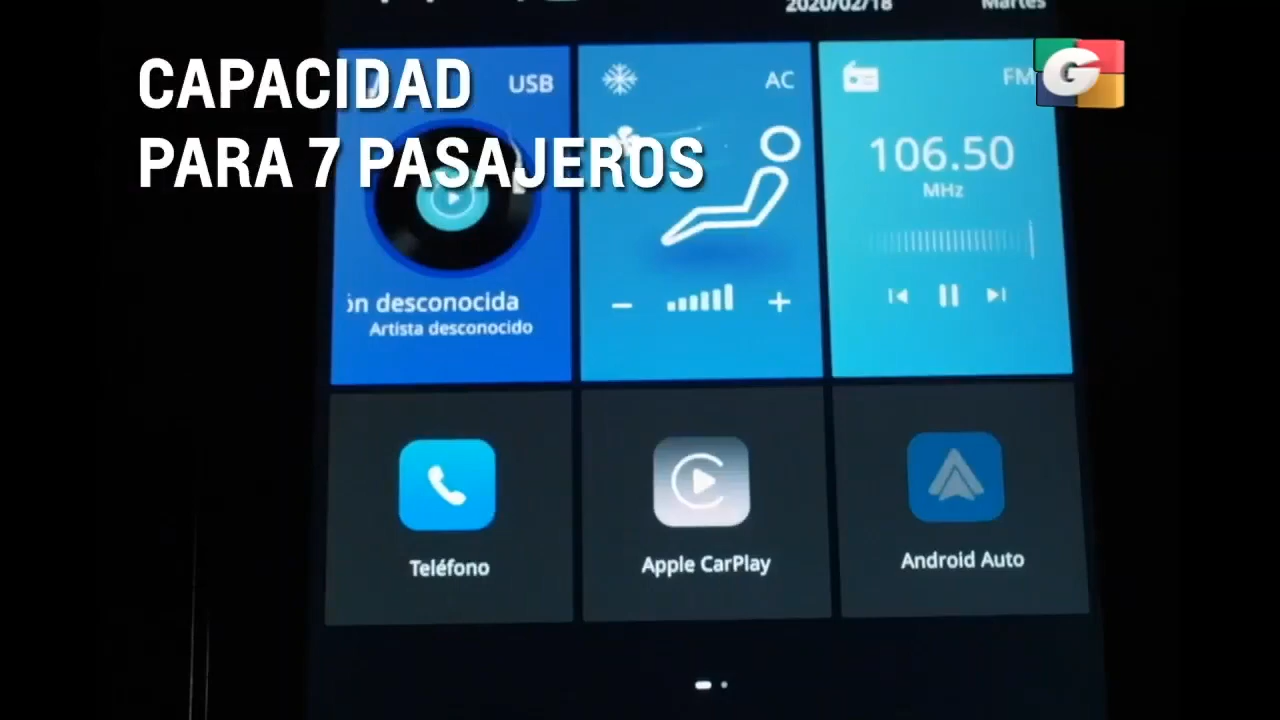 2020/02/18
Martes
CAPACIDAD
PARA 7 PASAJEROS
USB
AC
FM
106.50
MHz
ón desconocida
Artista desconocido
Teléfono
Apple CarPlay
Android Auto
G